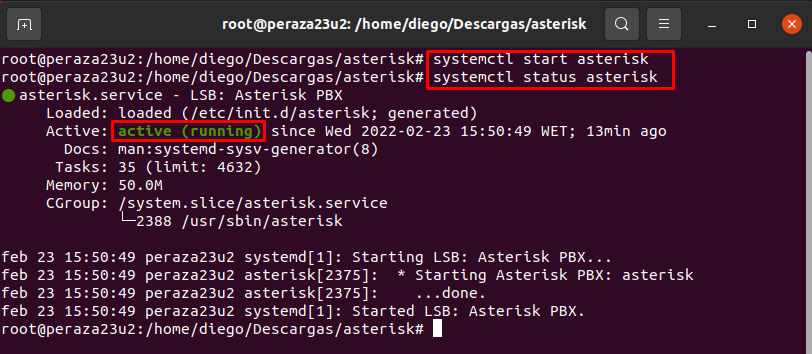 root@peraza23u2: /home/diego/Descargas/asterisk
root@peraza23u2:/home/diego/Descargas/asterisk# systemctl start asterisk
root@peraza23u2:/home/diego/Descargas/asterisk# systemctl status asterisk
● asterisk.service - LSB: Asterisk PBX
Loaded: loaded (/etc/init.d/asterisk; generated)
Active: active (running) since Wed 2022-02-23 15:50:49 WET; 13min ago
Docs: man:systemd-sysv-generator(8)
Tasks: 35 (limit: 4632)
Memory: 50.0M
CGroup: /system.slice/asterisk.service
└─2388 /usr/sbin/asterisk
feb 23 15:50:49 peraza23u2 systemd[1]: Starting LSB: Asterisk PBX...
feb 23 15:50:49 peraza23u2 asterisk[2375]:  * Starting Asterisk PBX: asterisk
feb 23 15:50:49 peraza23u2 asterisk[2375]:    ...done.
feb 23 15:50:49 peraza23u2 systemd[1]: Started LSB: Asterisk PBX.
root@peraza23u2:/home/diego/Descargas/asterisk#